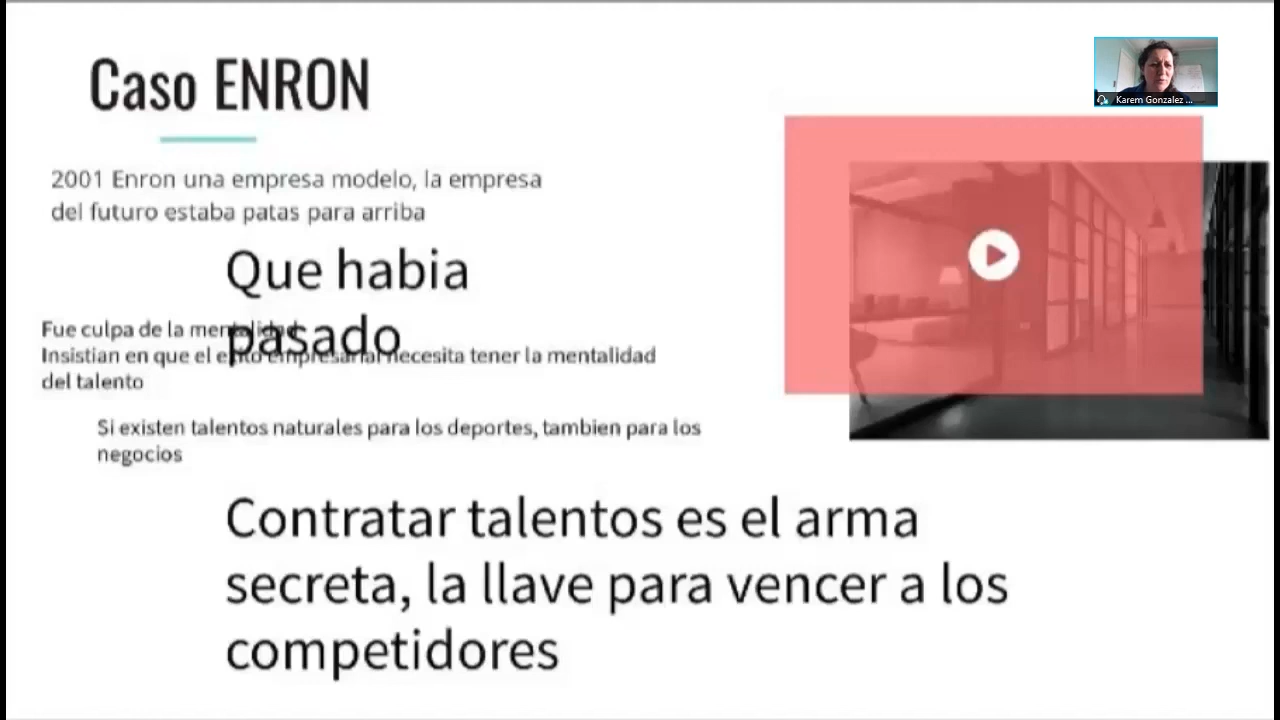 Caso ENRON
Karem Gonzalez ...
2001 Enron una empresa modelo, la empresa
del futuro estaba patas para arriba
Que habia
pasado
Fue culpa de la mentalidad
Insistian en que el exito empresarial necesita tener la mentalidad
del talento
Si existen talentos naturales para los deportes, tambien para los
negocios
Contratar talentos es el arma
secreta, la llave para vencer a los
competidores